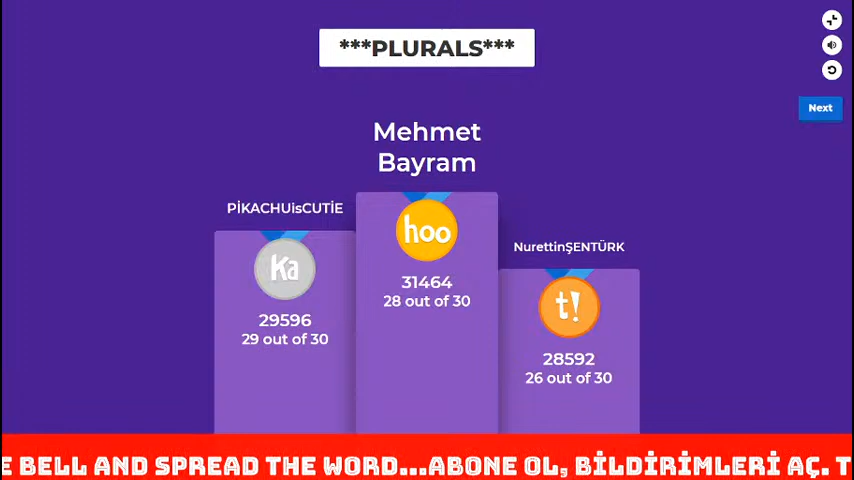 ***PLURALS***
Next
Mehmet
Bayram
PİKACHUisCUTİE
NurettinŞENTÜRK
Ka
hoo
t!
31464
28 out of 30
29596
29 out of 30
28592
26 out of 30
E BELL AND SPREAD THE WORD...ABONE OL, BİLDİRİMLERİ AÇ. T